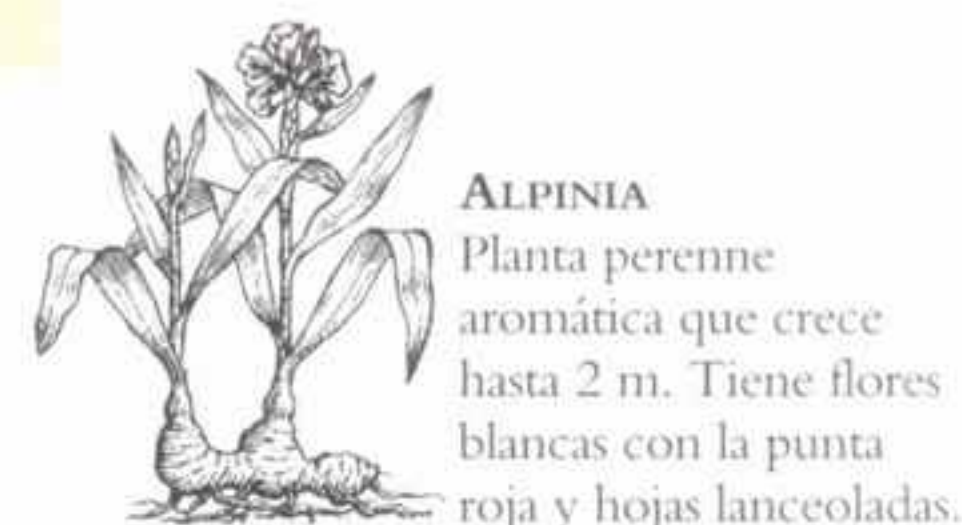 ALPINIA
Planta perenne
aromática que crece
hasta 2 m. Tiene flores
blancas con la punta
roja y hojas lanceoladas.